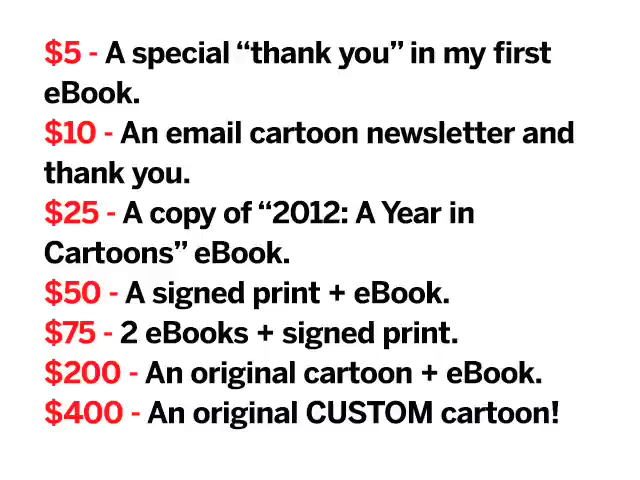 $5 - A special “thank you” in my first
eBook.
$10 - An email cartoon newsletter and
thank you.
$25 - A copy of “2012: A Year in
Cartoons” eBook.
$50 - A signed print + eBook.
$75 - 2 eBooks + signed print.
$200 - An original cartoon + eBook.
$400 - An original CUSTOM cartoon!